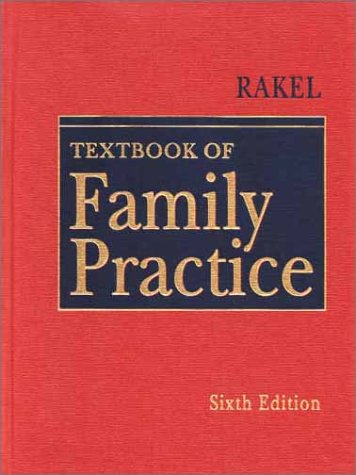 RAKEL
TEXTBOOK OF
Family
Practice
Sixth Edition